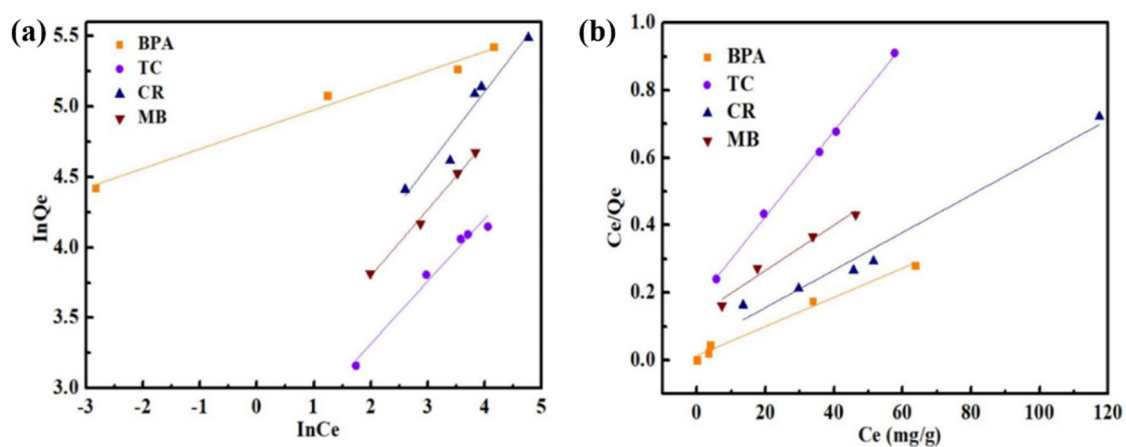 (a)
5.5
5.0
4.5
4.0
3.5
3.0
InQe
BPA
TC
CR
MB
-3 -2 -1 0 1 2 3 4 5
InCe
(b)
1.0
0.8
0.6
0.4
0.2
0.0
Ce/Qe
BPA
TC
CR
MB
0 20 40 60 80 100 120
Ce (mg/g)